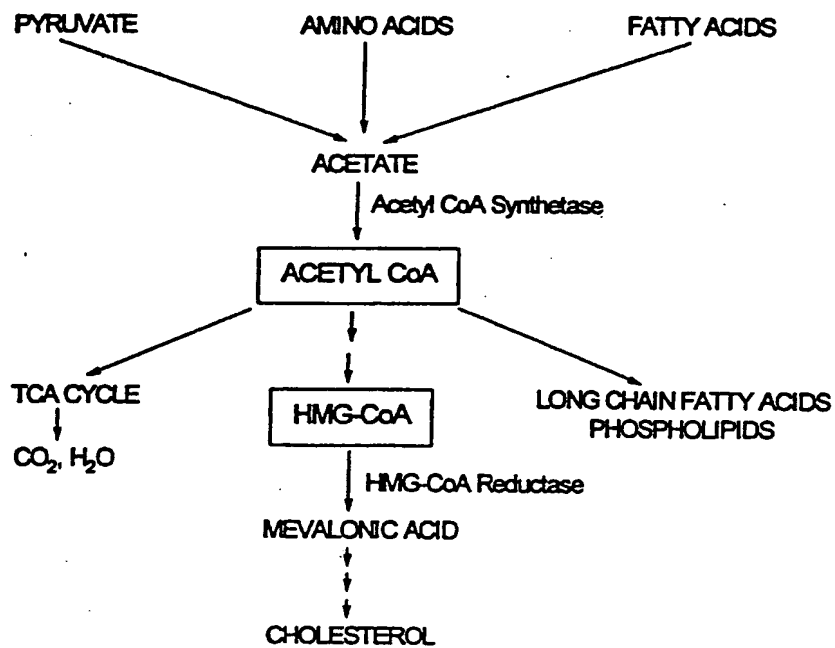 PYRUVATE AMINO ACIDS FATTY ACIDS
ACETATE
Acetyl CoA Synthetase
ACETYL CoA
TCA CYCLE
CO₂, H₂O
HMG-CoA
LONG CHAIN FATTY ACIDS
PHOSPHOLIPIDS
HMG-CoA Reductase
MEVALONIC ACID
CHOLESTEROL